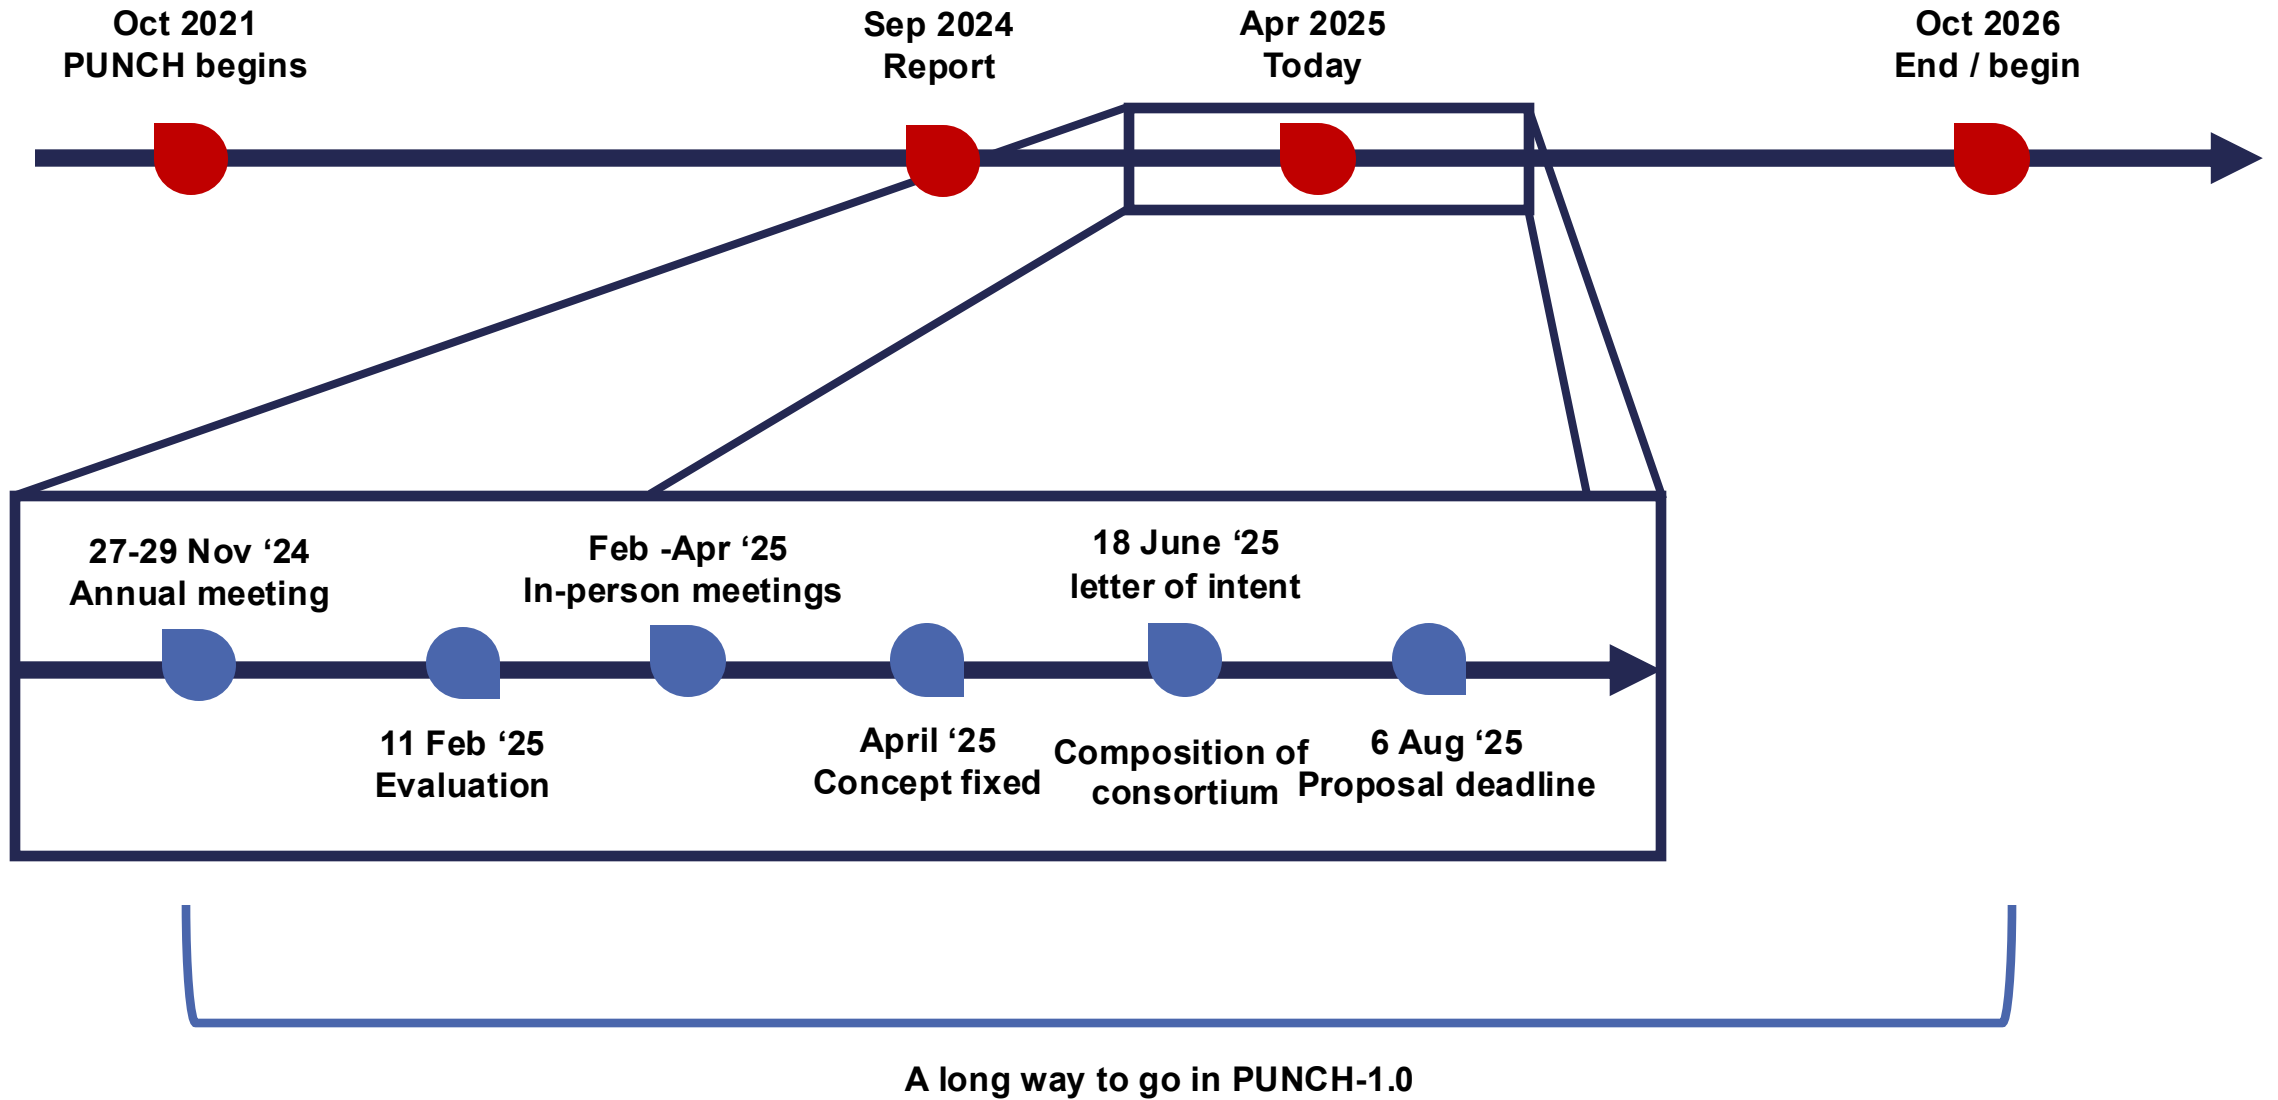 Oct 2021
PUNCH begins
Sep 2024
Report
Apr 2025
Today
Oct 2026
End / begin
27-29 Nov ‘24
Annual meeting
Feb -Apr ‘25
In-person meetings
18 June ‘25
letter of intent
11 Feb ‘25
Evaluation
April ‘25
Concept fixed
Composition of
consortium
6 Aug ‘25
Proposal deadline
A long way to go in PUNCH-1.0